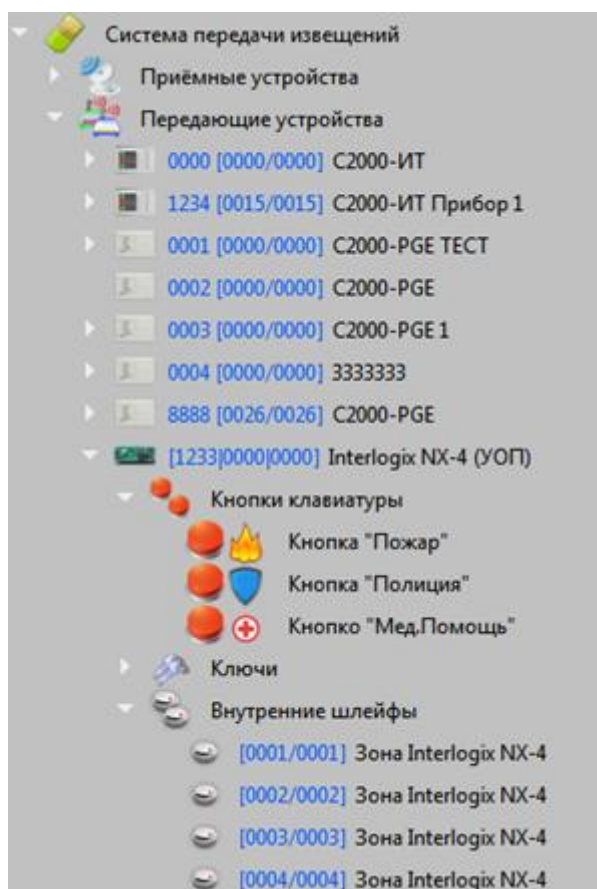 Система передачи извещений
Приёмные устройства
Передающие устройства
0000 [0000/0000] С2000-ИТ
1234 [0015/0015] С2000-ИТ Прибор 1
0001 [0000/0000] С2000-PGE ТЕСТ
0002 [0000/0000] С2000-PGE
0003 [0000/0000] С2000-PGE 1
0004 [0000/0000] 3333333
8888 [0026/0026] С2000-PGE
[1233|0000|0000] Interlogix NX-4 (УОП)
Кнопки клавиатуры
Кнопка "Пожар"
Кнопка "Полиция"
Кнопко "Мед.Помощь"
Ключи
Внутренние шлейфы
[0001/0001] Зона Interlogix NX-4
[0002/0002] Зона Interlogix NX-4
[0003/0003] Зона Interlogix NX-4
[0004/0004] Зона Interlogix NX-4